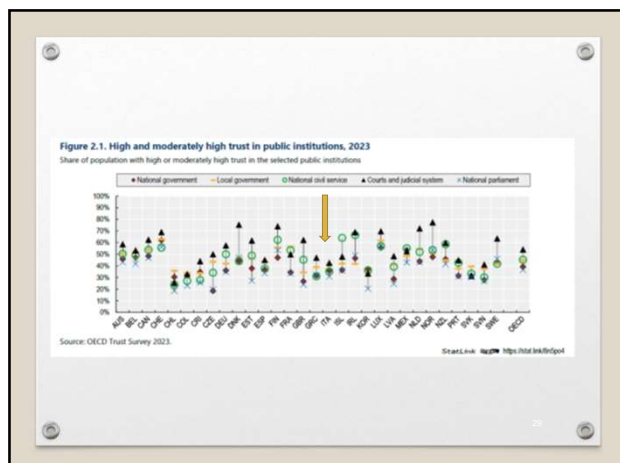 Figure 2.1. High and moderately high trust in public institutions, 2023
Share of population with high or moderately high trust in the selected public institutions
National government Local government National civil service Courts and judicial system National parliament
100%
90%
80%
70%
60%
50%
40%
30%
20%
10%
0%
AUS BEL CAN CHE CHL COL CRI CZE DEU DNK EST ESP FIN FRA GBR GRC ITA ISL IRL KOR LUX LVA MEX NLD NOR NZL PRT SVK SVN SWE OECD
Source: OECD Trust Survey 2023.
StatLink https://stat.link/
29